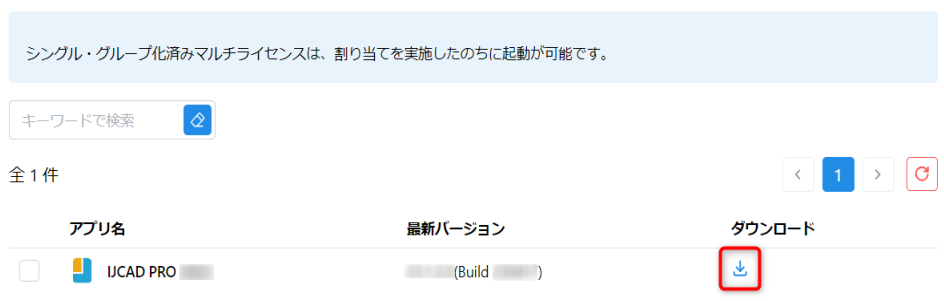 シングル・グループ化済みマルチライセンスは、割り当てを実施したのちに起動が可能です。
キーワードで検索
全 1 件
1
アプリ名 最新バージョン ダウンロード
IJCAD PRO (Build )